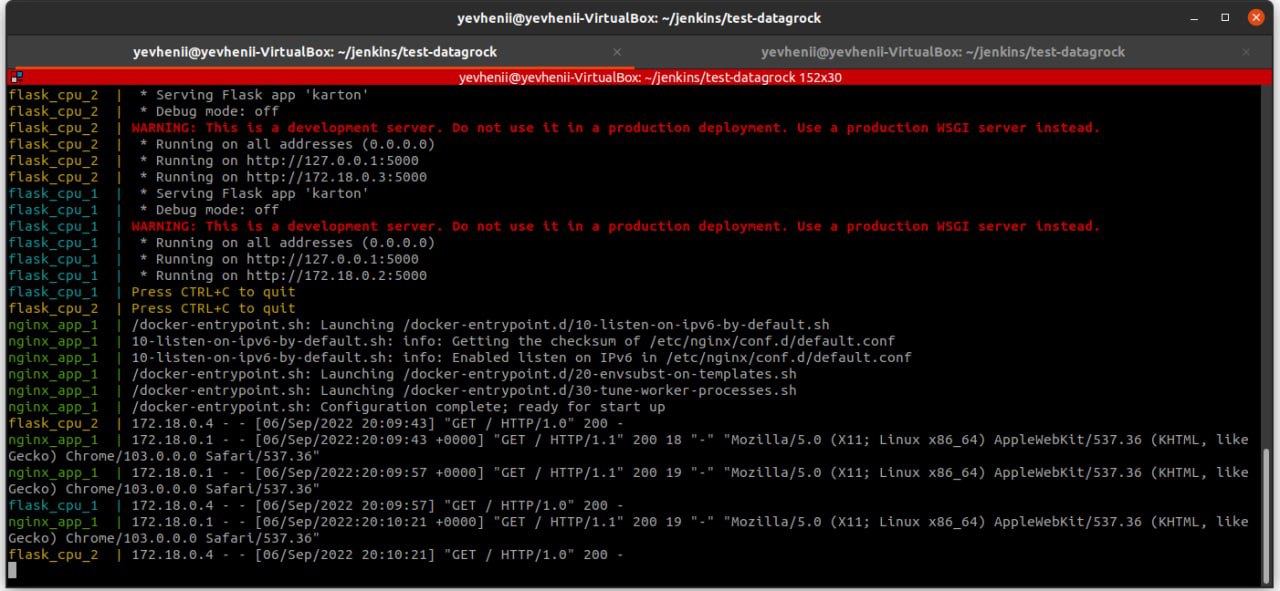 yevhenii@yevhenii-VirtualBox: ~/jenkins/test-datagrock
yevhenii@yevhenii-VirtualBox: ~/jenkins/test-datagrock
yevhenii@yevhenii-VirtualBox: ~/jenkins/test-datagrock
yevhenii@yevhenii-VirtualBox: ~/jenkins/test-datagrock 152x30
flask_cpu_2 | * Serving Flask app 'karton'
flask_cpu_2 | * Debug mode: off
flask_cpu_2 | WARNING: This is a development server. Do not use it in a production deployment. Use a production WSGI server instead.
flask_cpu_2 | * Running on all addresses (0.0.0.0)
flask_cpu_2 | * Running on http://127.0.0.1:5000
flask_cpu_2 | * Running on http://172.18.0.3:5000
flask_cpu_1 | * Serving Flask app 'karton'
flask_cpu_1 | * Debug mode: off
flask_cpu_1 | WARNING: This is a development server. Do not use it in a production deployment. Use a production WSGI server instead.
flask_cpu_1 | * Running on all addresses (0.0.0.0)
flask_cpu_1 | * Running on http://127.0.0.1:5000
flask_cpu_1 | * Running on http://172.18.0.2:5000
flask_cpu_1 | Press CTRL+C to quit
flask_cpu_2 | Press CTRL+C to quit
nginx_app_1 | /docker-entrypoint.sh: Launching /docker-entrypoint.d/10-listen-on-ipv6-by-default.sh
nginx_app_1 | 10-listen-on-ipv6-by-default.sh: info: Getting the checksum of /etc/nginx/conf.d/default.conf
nginx_app_1 | 10-listen-on-ipv6-by-default.sh: info: Enabled listen on IPv6 in /etc/nginx/conf.d/default.conf
nginx_app_1 | /docker-entrypoint.sh: Launching /docker-entrypoint.d/20-envsubst-on-templates.sh
nginx_app_1 | /docker-entrypoint.sh: Launching /docker-entrypoint.d/30-tune-worker-processes.sh
nginx_app_1 | /docker-entrypoint.sh: Configuration complete; ready for start up
flask_cpu_2 | 172.18.0.4 - - [06/Sep/2022 20:09:43] "GET / HTTP/1.0" 200 -
nginx_app_1 | 172.18.0.1 - - [06/Sep/2022:20:09:43 +0000] "GET / HTTP/1.1" 200 18 "-" "Mozilla/5.0 (X11; Linux x86_64) AppleWebKit/537.36 (KHTML, like
Gecko) Chrome/103.0.0.0 Safari/537.36"
nginx_app_1 | 172.18.0.1 - - [06/Sep/2022:20:09:57 +0000] "GET / HTTP/1.1" 200 19 "-" "Mozilla/5.0 (X11; Linux x86_64) AppleWebKit/537.36 (KHTML, like
Gecko) Chrome/103.0.0.0 Safari/537.36"
flask_cpu_1 | 172.18.0.4 - - [06/Sep/2022 20:09:57] "GET / HTTP/1.0" 200 -
nginx_app_1 | 172.18.0.1 - - [06/Sep/2022:20:10:21 +0000] "GET / HTTP/1.1" 200 19 "-" "Mozilla/5.0 (X11; Linux x86_64) AppleWebKit/537.36 (KHTML, like
Gecko) Chrome/103.0.0.0 Safari/537.36"
flask_cpu_2 | 172.18.0.4 - - [06/Sep/2022 20:10:21] "GET / HTTP/1.0" 200 -